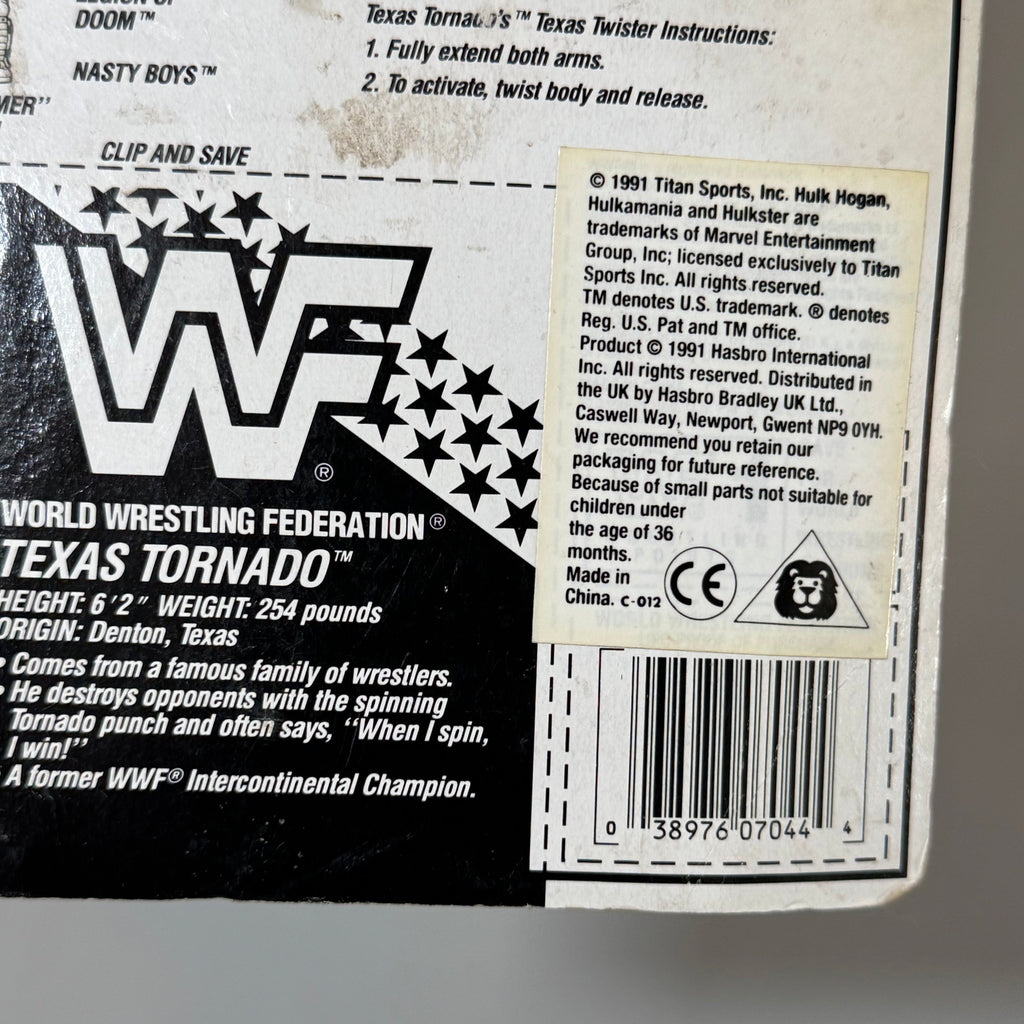 DOOM™
NASTY BOYS™
MER”
CLIP AND SAVE
Texas Tornado's™ Texas Twister Instructions:
1. Fully extend both arms.
2. To activate, twist body and release.
© 1991 Titan Sports, Inc. Hulk Hogan,
Hulkamania and Hulkster are
trademarks of Marvel Entertainment
Group, Inc; licensed exclusively to Titan
Sports Inc. All rights reserved.
TM denotes U.S. trademark. ® denotes
Reg. U.S. Pat and TM office.
Product © 1991 Hasbro International
Inc. All rights reserved. Distributed in
the UK by Hasbro Bradley UK Ltd.,
Caswell Way, Newport, Gwent NP9 0YH.
We recommend you retain our
packaging for future reference.
Because of small parts not suitable for
children under
the age of 36
months.
Made in
China. C-012
CE
WF®
WORLD WRESTLING FEDERATION®
TEXAS TORNADO™
HEIGHT: 6'2" WEIGHT: 254 pounds
ORIGIN: Denton, Texas
• Comes from a famous family of wrestlers.
• He destroys opponents with the spinning
Tornado punch and often says, “When I spin,
I win!”
A former WWF® Intercontinental Champion.
0 38976 07044 4